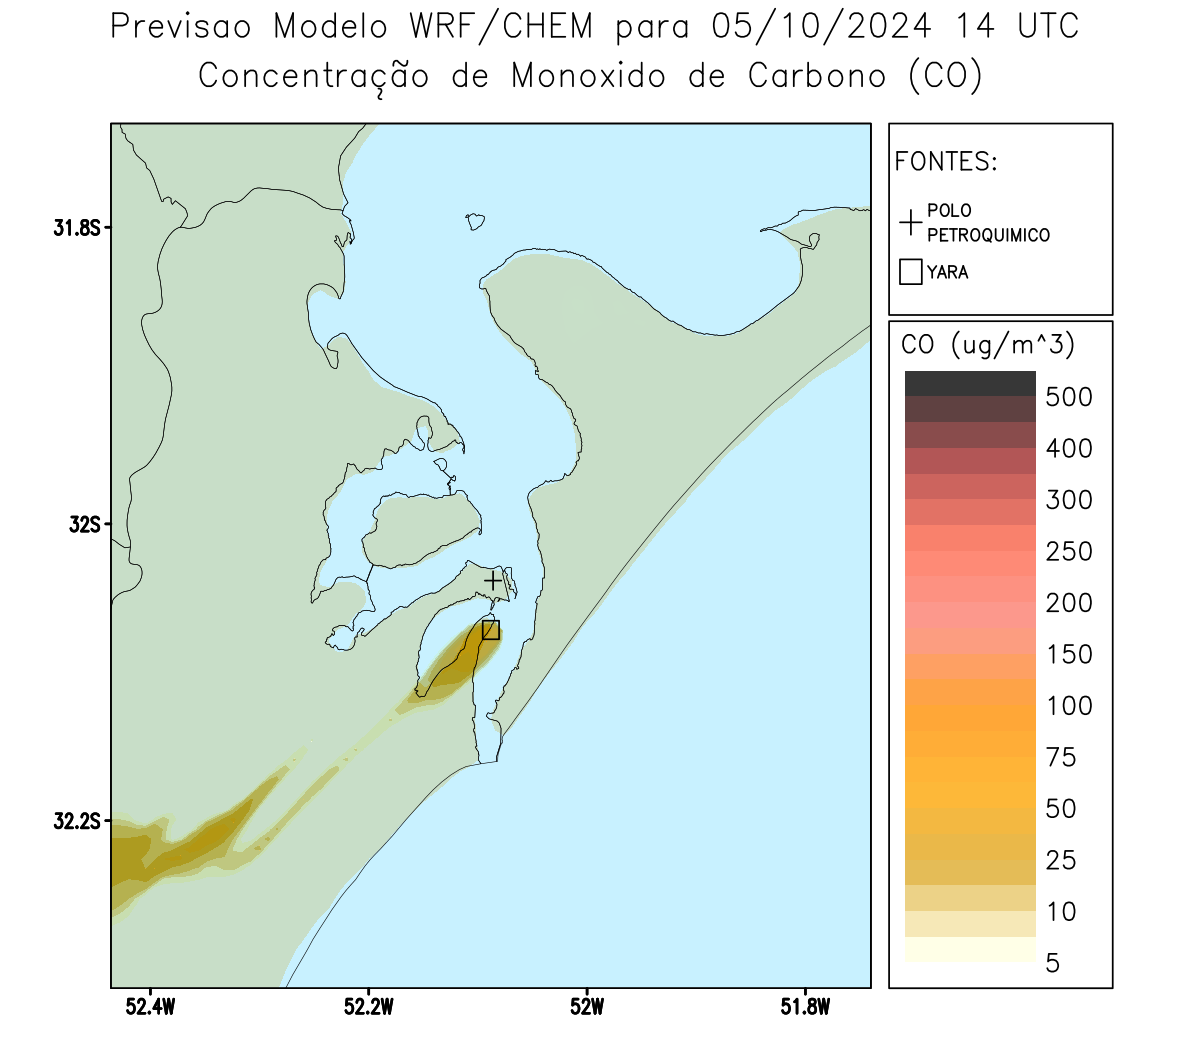 Previsao Modelo WRF/CHEM para 05/10/2024 14 UTC
Concentração de Monoxido de Carbono (CO)
FONTES:
POLO
PETROQUIMICO
YARA
31.8S
32S
32.2S
52.4W
52.2W
52W
51.8W
CO (ug/m^3)
500
400
300
250
200
150
100
75
50
25
10
5